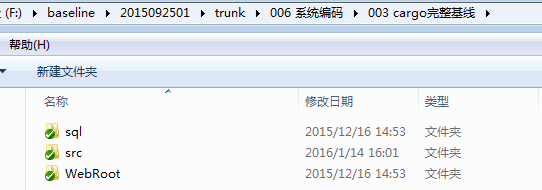 (F:) ▸ baseline ▸ 2015092501 ▸ trunk ▸ 006 系统编码 ▸ 003 cargo完整基线 ▸
帮助(H)
新建文件夹
名称 修改日期 类型
sql 2015/12/16 14:53 文件夹
src 2016/1/14 16:01 文件夹
WebRoot 2015/12/16 14:53 文件夹